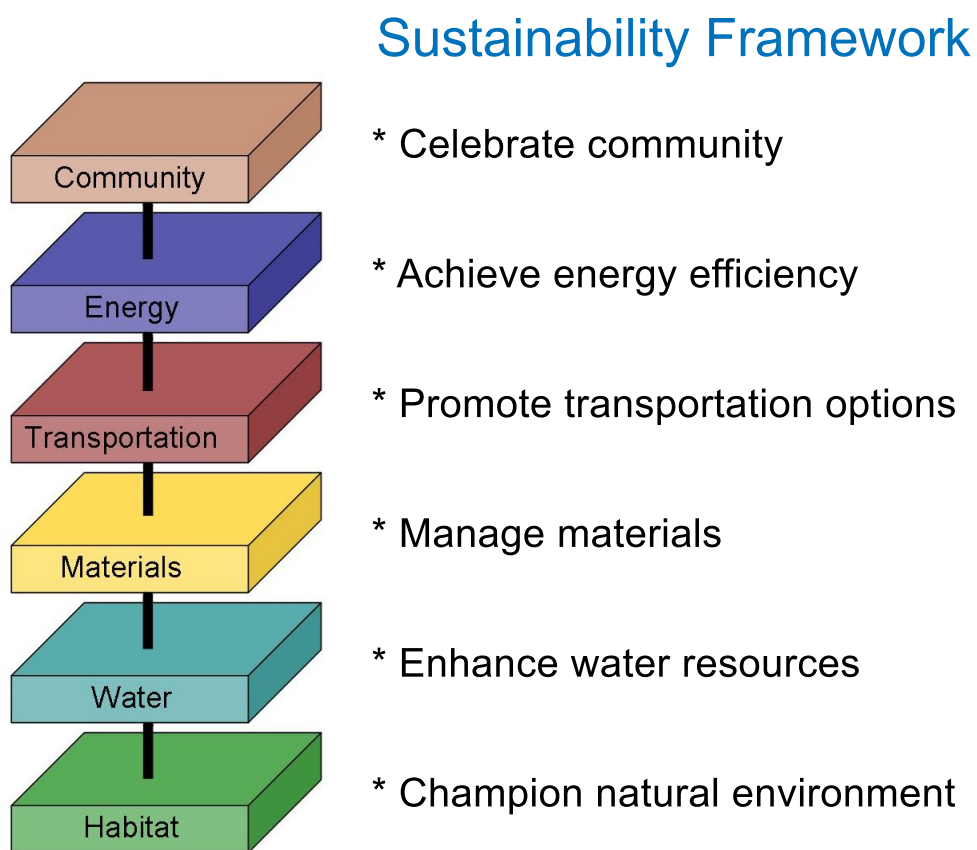 Sustainability Framework
Community
* Celebrate community
Energy
* Achieve energy efficiency
Transportation
* Promote transportation options
Materials
* Manage materials
Water
* Enhance water resources
Habitat
* Champion natural environment